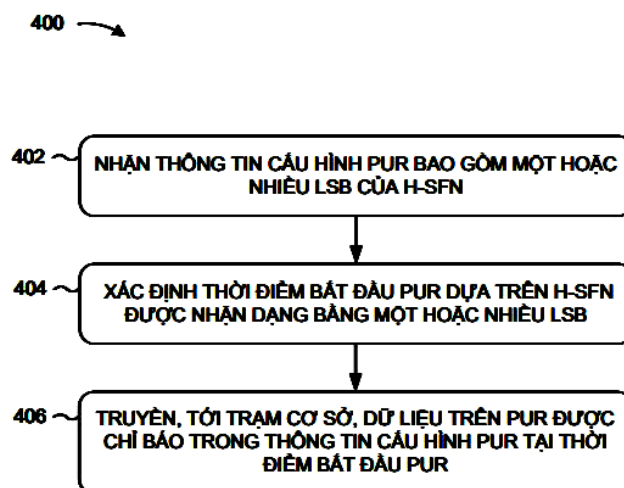 400
402
NHẬN THÔNG TIN CẤU HÌNH PUR BAO GỒM MỘT HOẶC
NHIỀU LSB CỦA H-SFN
404
XÁC ĐỊNH THỜI ĐIỂM BẮT ĐẦU PUR DỰA TRÊN H-SFN
ĐƯỢC NHẬN DẠNG BẰNG MỘT HOẶC NHIỀU LSB
406
TRUYỀN, TỚI TRẠM CƠ SỞ, DỮ LIỆU TRÊN PUR ĐƯỢC
CHỈ BÁO TRONG THÔNG TIN CẤU HÌNH PUR TẠI THỜI
ĐIỂM BẮT ĐẦU PUR